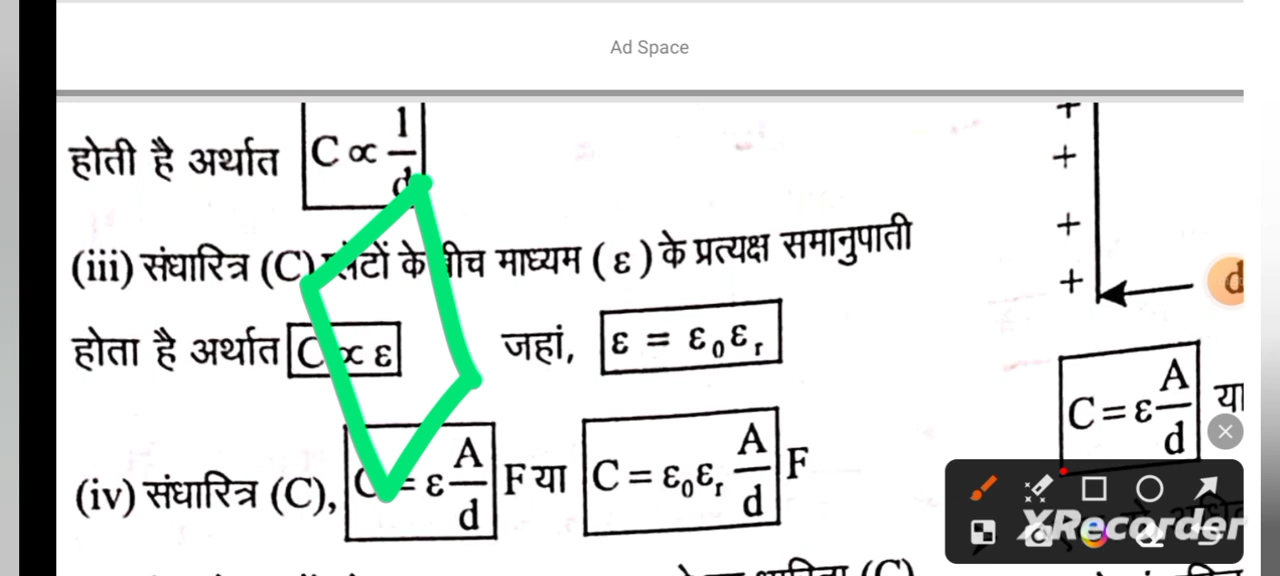 Ad Space
होती है अर्थात C ∝ 1/d
(iii) संधारित्र (C) के बीच माध्यम (ε) के प्रत्यक्ष समानुपाती
होता है अर्थात C ∝ ε जहां, ε = ε₀εᵣ
(iv) संधारित्र (C), C = ε A/d F या C = ε₀εᵣ A/d F
+
+
+
+
d
C = ε A/d या
XRecorder
(C)